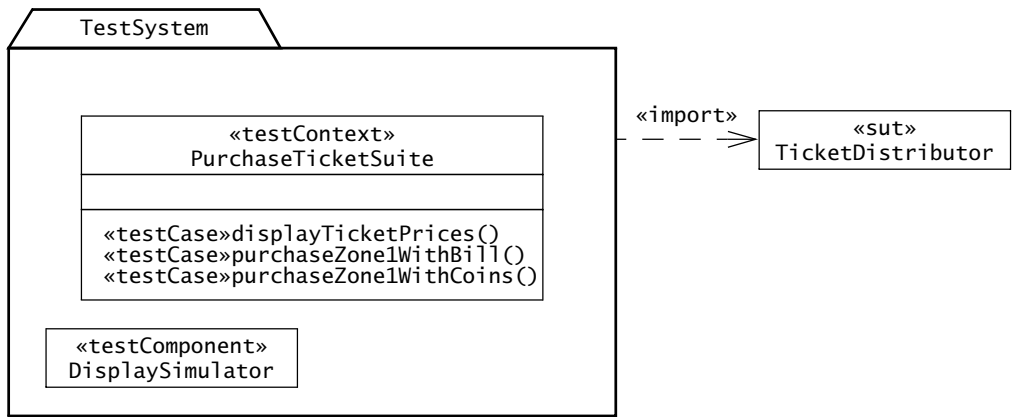 TestSystem
«testContext»
PurchaseTicketSuite
«testCase»displayTicketPrices()
«testCase»purchaseZone1WithBill()
«testCase»purchaseZone1WithCoins()
«testComponent»
DisplaySimulator
«import»
«sut»
TicketDistributor